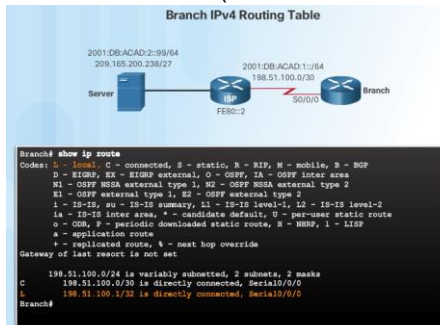 Branch IPv4 Routing Table
2001:DB:ACAD:2::99/64
209.165.200.238/27
2001:DB:ACAD:1::/64
198.51.100.0/30
Server
ISP
S0/0/0
Branch
FE80::2
Branch# show ip route
Codes: L - local, C - connected, S - static, R - RIP, M - mobile, B - BGP
D - EIGRP, EX - EIGRP external, O - OSPF, IA - OSPF inter area
N1 - OSPF NSSA external type 1, N2 - OSPF NSSA external type 2
E1 - OSPF external type 1, E2 - OSPF external type 2
i - IS-IS, su - IS-IS summary, L1 - IS-IS level-1, L2 - IS-IS level-2
ia - IS-IS inter area, * - candidate default, U - per-user static route
o - ODR, P - periodic downloaded static route, H - NHRP, l - LISP
a - application route
+ - replicated route, % - next hop override
Gateway of last resort is not set
198.51.100.0/24 is variably subnetted, 2 subnets, 2 masks
C 198.51.100.0/30 is directly connected, Serial0/0/0
L 198.51.100.1/32 is directly connected, Serial0/0/0
Branch#